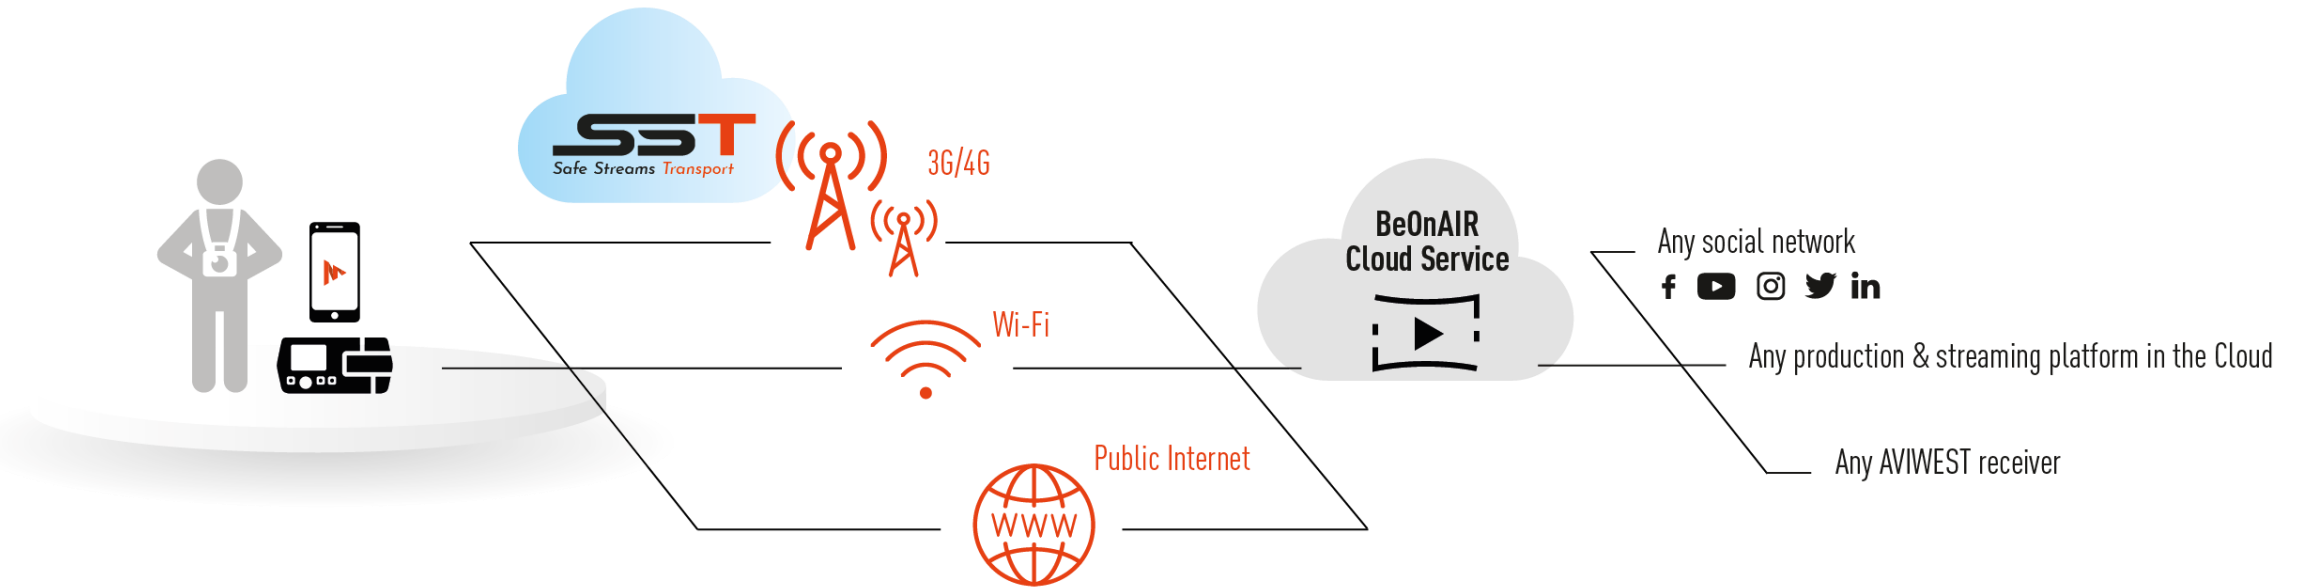 SST
Safe Streams Transport
3G/4G
Wi-Fi
Public Internet
WWW
BeOnAIR
Cloud Service
Any social network
f in
Any production & streaming platform in the Cloud
Any AVIWEST receiver